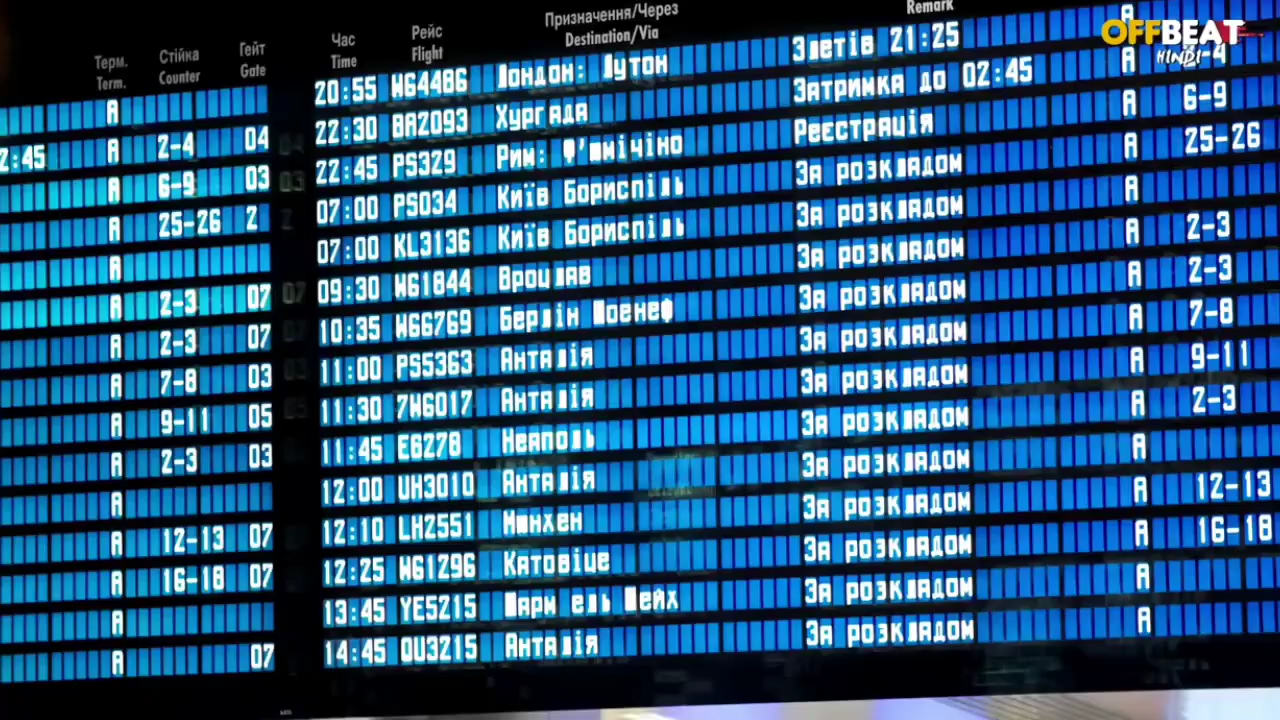 OFFBEAT
HINDI
Терм. Стійка Гейт Час Рейс Призначення/Через
Term. Counter Gate Time Flight Destination/Via Remark
A 20:55 W64486 Лондон: Лутон Злетів 21:25 A
2:45 A 2-4 04 22:30 BAZ093 Хургада Затримка до 02:45 A 2-4
A 6-9 03 22:45 PS329 Рим: Ф'юмічіно Реєстрація 6-9
A 25-26 2 07:00 PS034 Київ Бориспіль За розкладом A 25-26
A 07:00 KL3136 Київ Бориспіль За розкладом A
A 2-3 07 09:30 W61844 Вроцлав За розкладом A 2-3
A 2-3 07 10:35 W66769 Берлін Шоенеф За розкладом A 2-3
A 7-8 03 11:00 PS5363 Анталія За розкладом A 7-8
A 9-11 05 11:30 7W6017 Анталія За розкладом A 9-11
A 2-3 03 11:45 E6278 Неаполь За розкладом A 2-3
A 12:00 UH3010 Анталія За розкладом A
A 12-13 07 12:10 LH2551 Мюнхен За розкладом A 12-13
A 16-18 07 12:25 W61296 Катовіце За розкладом A 16-18
A 13:45 YE5215 Шарм ель Шейх За розкладом A
A 07 14:45 QU3215 Анталія За розкладом A